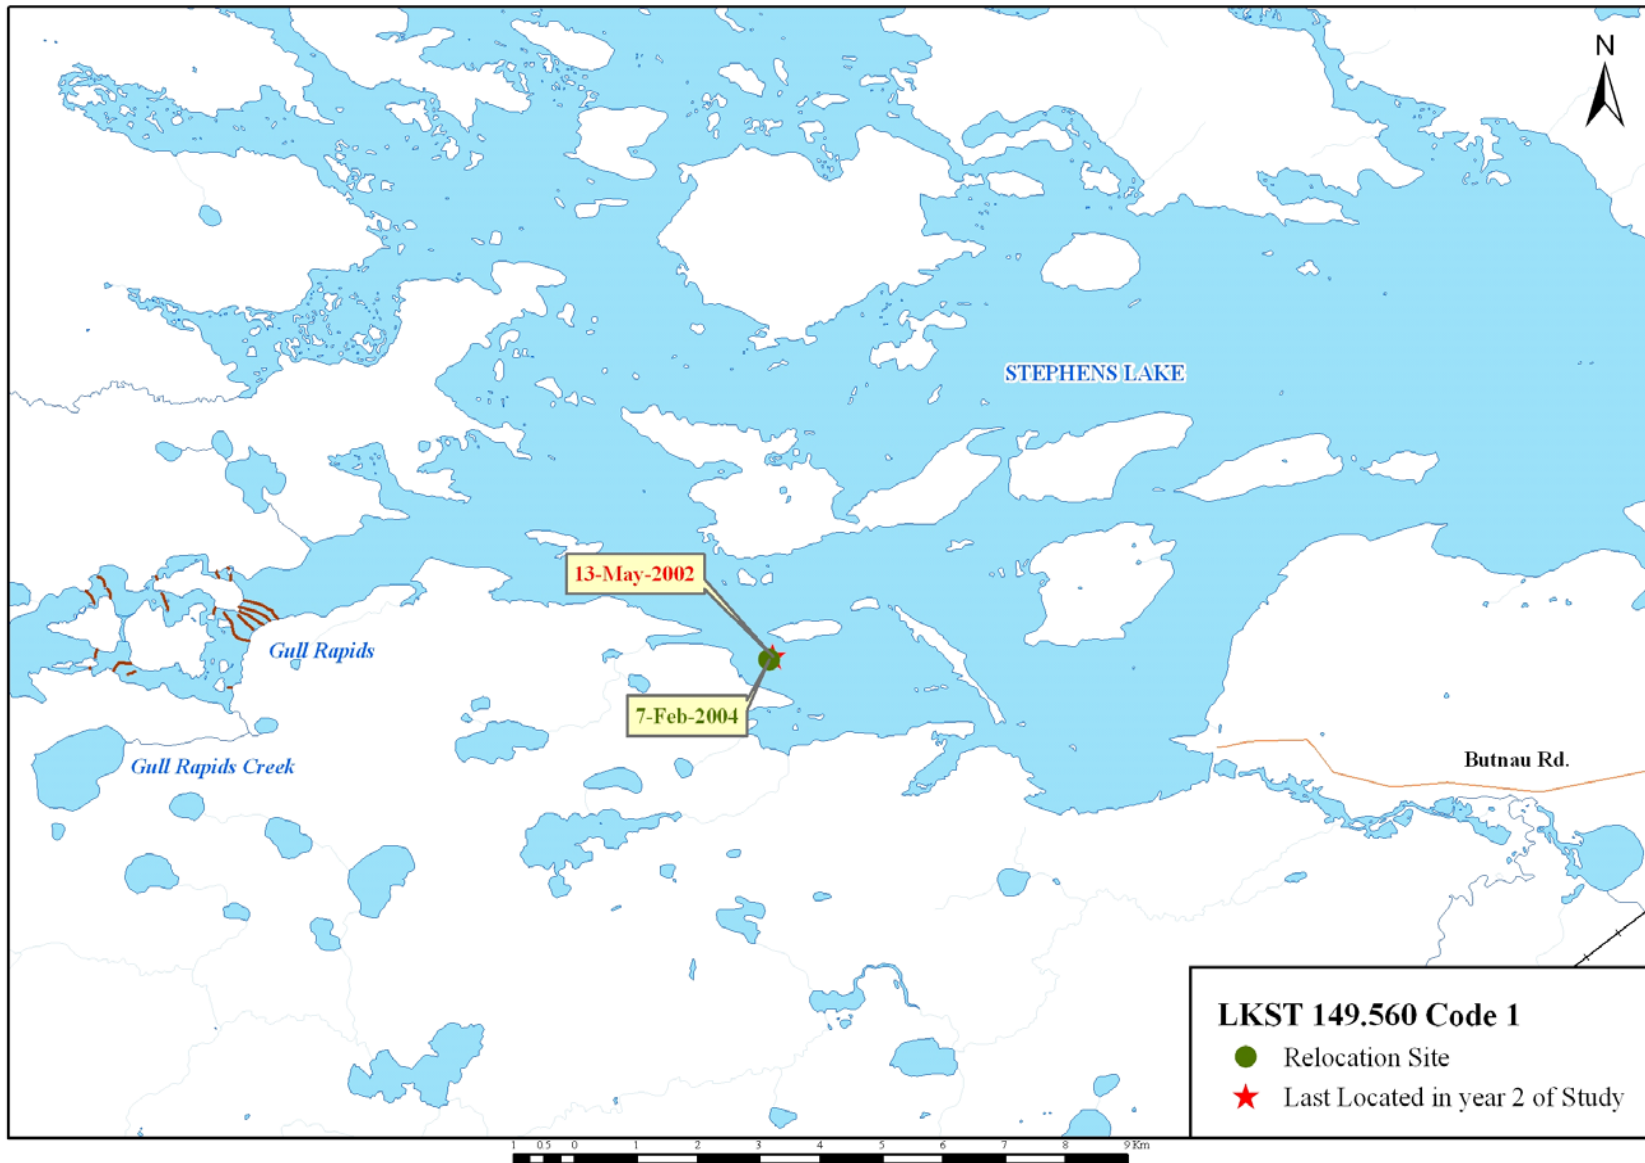 N
STEPHENS LAKE
13-May-2002
Gull Rapids
7-Feb-2004
Butnau Rd.
Gull Rapids Creek
LKST 149.560 Code 1
Relocation Site
Last Located in year 2 of Study
1 0.5 0 1 2 3 4 5 6 7 8 9 Km